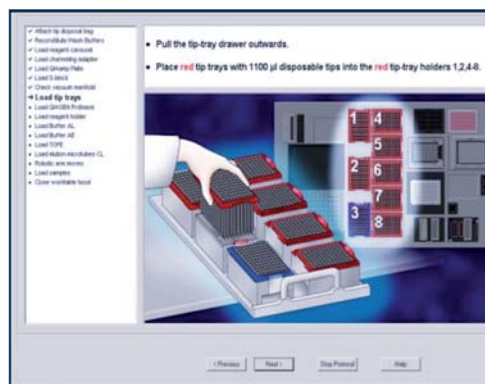 Attach tip disposal bag
Reconstitute Wash Buffers
Load reagent carousel
Load channeling adapter
Load QIAamp Plate
Load S-block
Check vacuum manifold
Load tip trays
Load QIAGEN Protease
Load reagent holder
Load Buffer AL
Load Buffer AE
Load TOPE
Load elution microtubes CL
Robotic arm moves
Load samples
Close worktable hood
• Pull the tip-tray drawer outwards.
• Place red tip trays with 1100 µl disposable tips into the red tip-tray holders 1,2,4-8.
1 4
5
2 6
7
3 8
< Previous Next > Stop Protocol Help